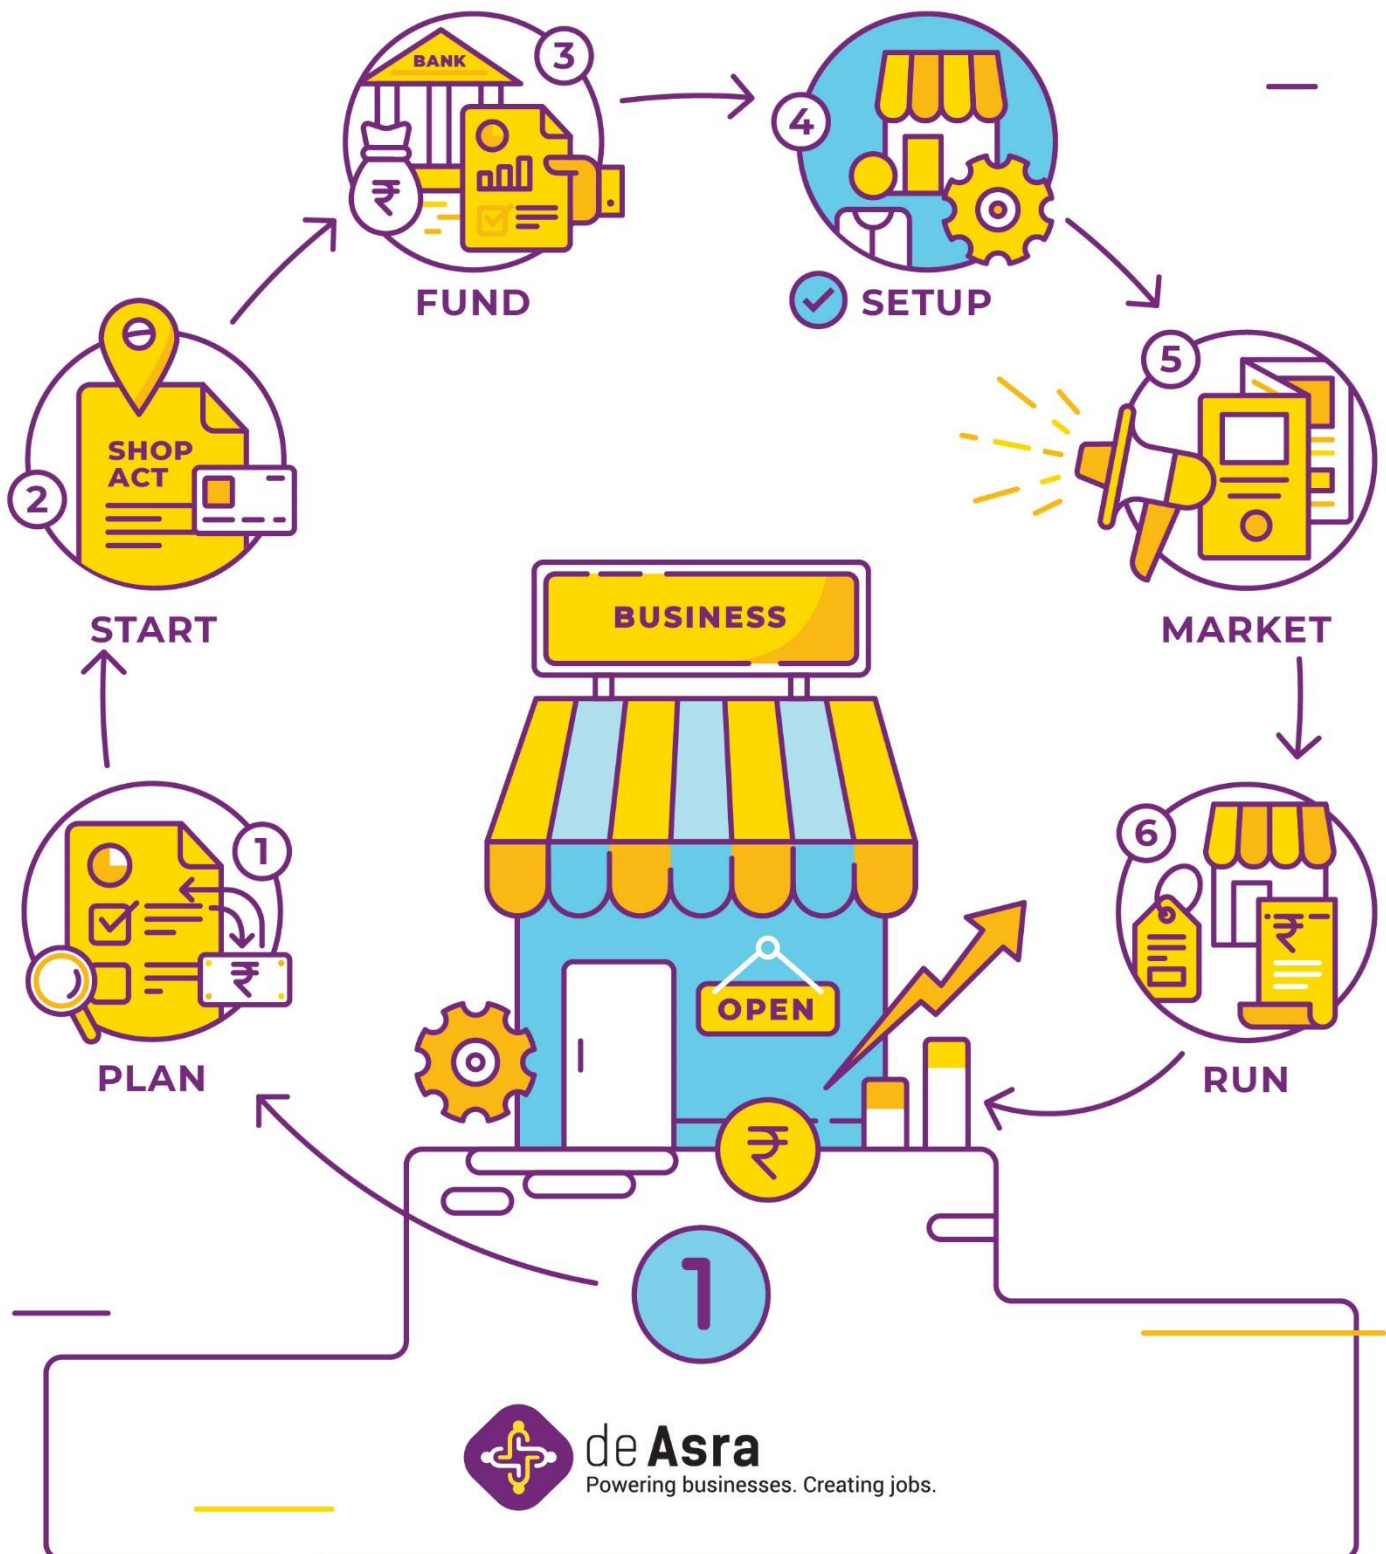 BANK
₹
3
FUND
4
SETUP
SHOP
ACT
2
START
5
MARKET
BUSINESS
1
₹
PLAN
6
₹
RUN
OPEN
₹
1
de Asra
Powering businesses. Creating jobs.